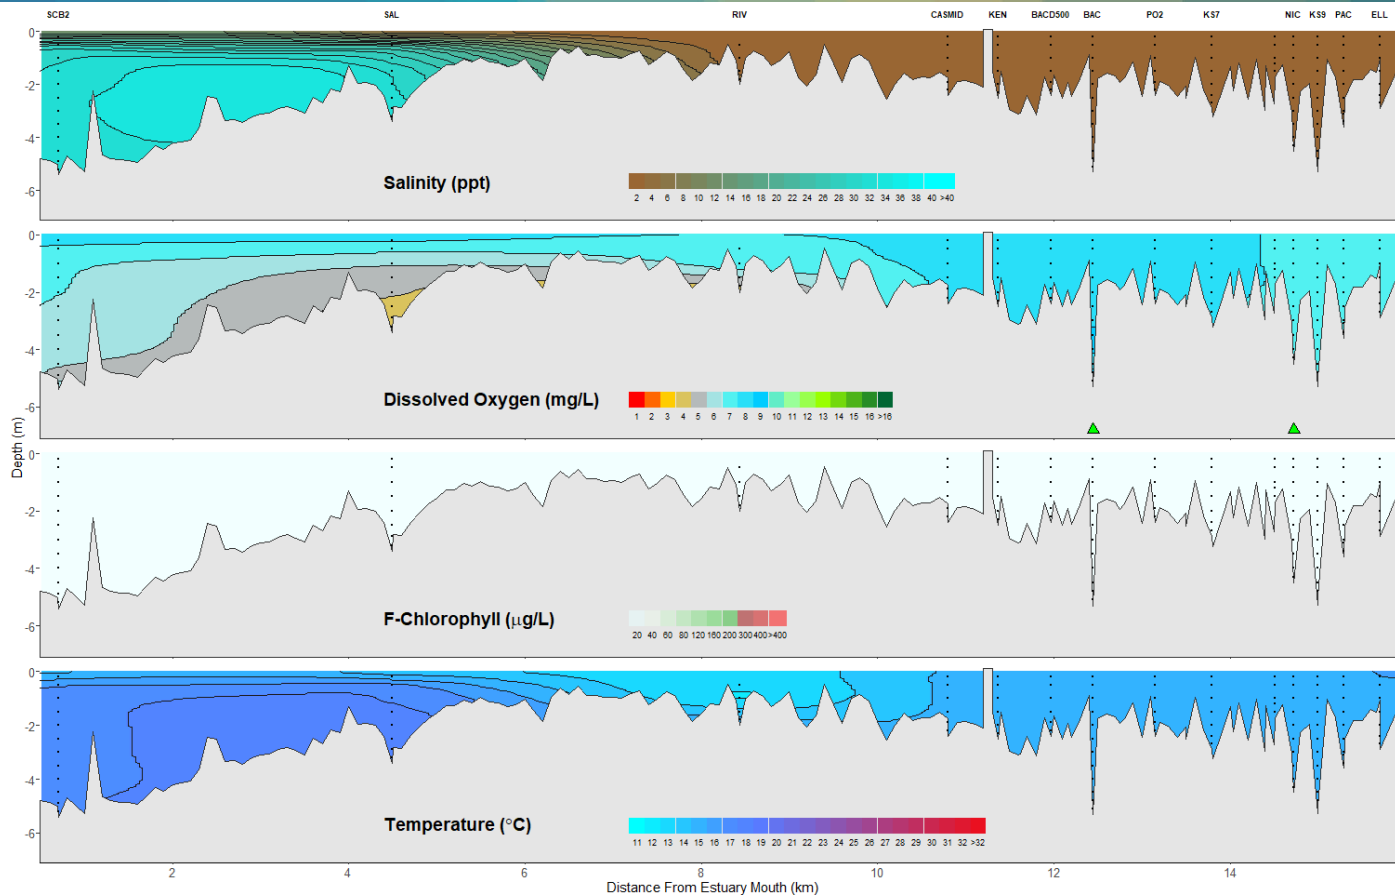 SCB2 SAL RIV CASMID KEN BACD500 BAC PO2 KS7 NIC KS9 PAC ELL
0
-2
-4
-6
Salinity (ppt)
2 4 6 8 10 12 14 16 18 20 22 24 26 28 30 32 34 36 38 40 >40
0
-2
-4
-6
Dissolved Oxygen (mg/L)
1 2 3 4 5 6 7 8 9 10 11 12 13 14 15 16 >16
Depth (m)
0
-2
-4
-6
F-Chlorophyll (μg/L)
20 40 60 80 120 160 200 300 400 >400
0
-2
-4
-6
Temperature (°C)
11 12 13 14 15 16 17 18 19 20 21 22 23 24 25 26 27 28 29 30 31 32 >32
2 4 6 8 10 12 14
Distance From Estuary Mouth (km)